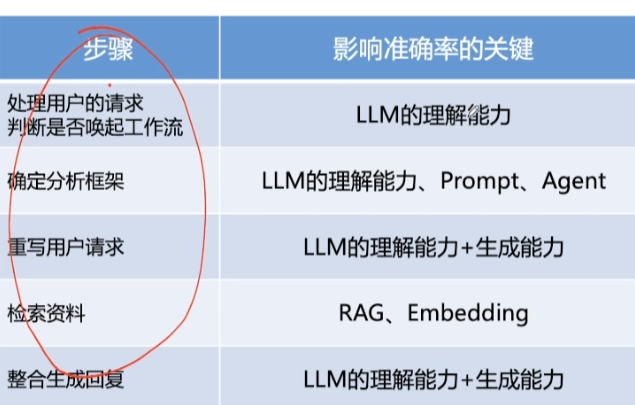 步骤
影响准确率的关键
处理用户的请求
判断是否唤起工作流
LLM的理解能力
确定分析框架
LLM的理解能力、Prompt、Agent
重写用户请求
LLM的理解能力+生成能力
检索资料
RAG、Embedding
整合生成回复
LLM的理解能力+生成能力